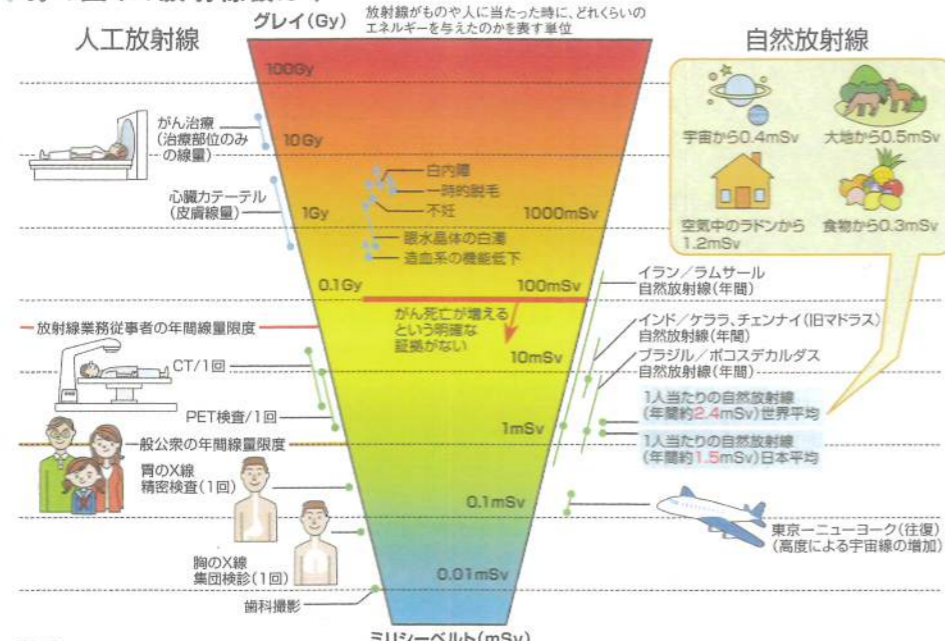 グレイ(Gy)
放射線がものや人に当たった時に、どれくらいの
エネルギーを与えたのかを表す単位
人工放射線
自然放射線
100Gy
宇宙から0.4mSv
大地から0.5mSv
空気中のラドンから
1.2mSv
食物から0.3mSv
がん治療
(治療部位のみ
の線量)
10Gy
心臓カテーテル
(皮膚線量)
白内障
一時的脱毛
不妊
1Gy
1000mSv
眼水晶体の白濁
造血系の機能低下
0.1Gy
100mSv
イラン/ラムサール
自然放射線(年間)
がん死亡が増える
という明確な
証拠がない
放射線業務従事者の年間線量限度
インド/ケララ、チェンナイ(旧マドラス)
自然放射線(年間)
10mSv
CT/1回
ブラジル/ポコスデカルダス
自然放射線(年間)
1人当たりの自然放射線
(年間約2.4mSv)世界平均
PET検査/1回
1mSv
1人当たりの自然放射線
(年間約1.5mSv)日本平均
一般公衆の年間線量限度
胃のX線
精密検査(1回)
0.1mSv
東京ーニューヨーク(往復)
(高度による宇宙線の増加)
胸のX線
集団検診(1回)
0.01mSv
歯科撮影
ミリシーベルト(mSv)